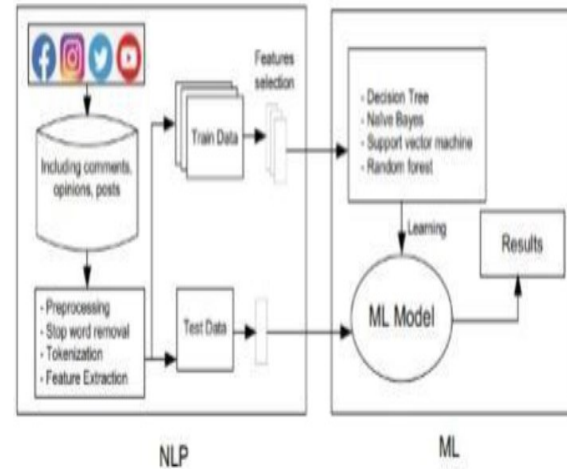 Features
selection
Train Data
Including comments,
opinions, posts
- Preprocessing
- Stop word removal
- Tokenization
- Feature Extraction
Test Data
NLP
- Decision Tree
- Naïve Bayes
- Support vector machine
- Random forest
Learning
Results
ML Model
ML